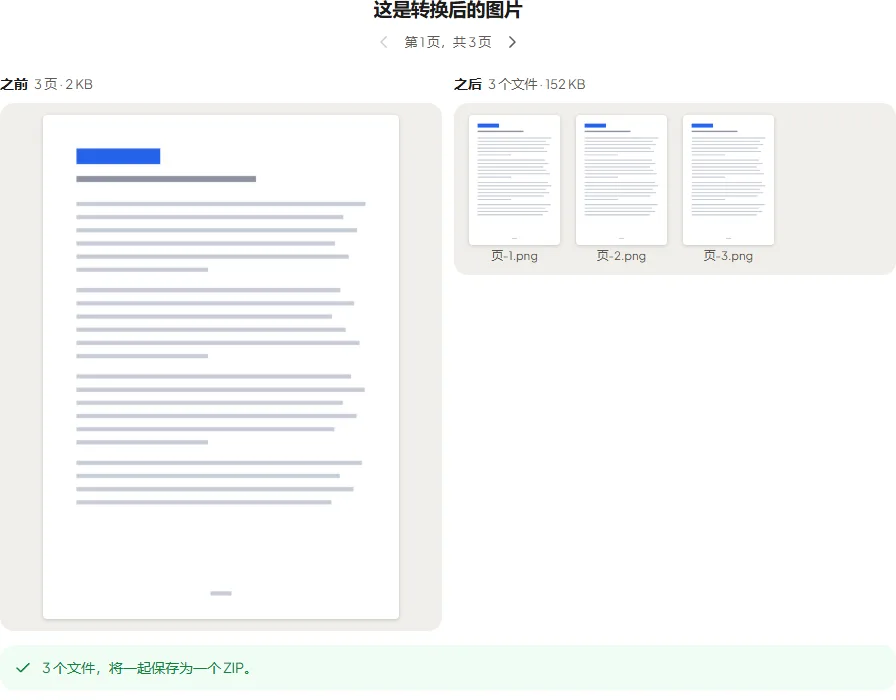 这是转换后的图片
第1页，共3页
之前 3页 · 2 KB
之后 3个文件 · 152 KB
页-1.png
页-2.png
页-3.png
3个文件，将一起保存为一个 ZIP。